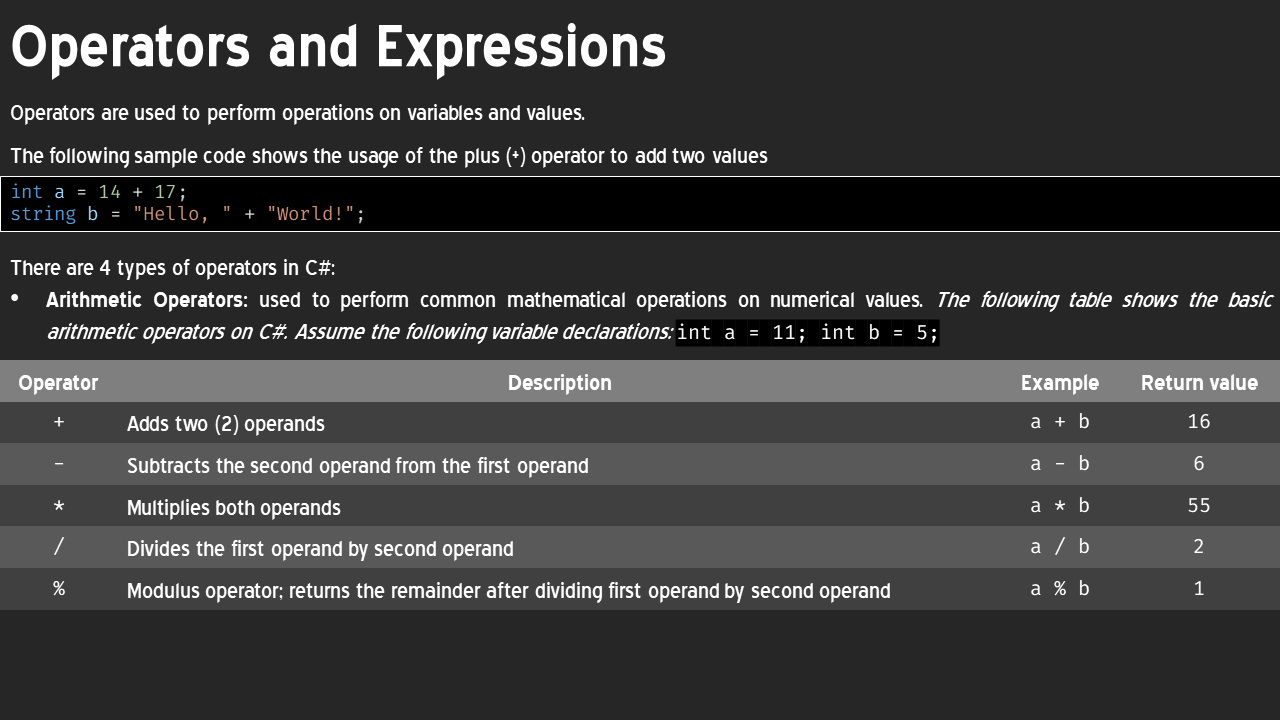 Operators and Expressions
Operators are used to perform operations on variables and values.
The following sample code shows the usage of the plus (+) operator to add two values
int a = 14 + 17;
string b = "Hello, " + "World!";
There are 4 types of operators in C#:
• Arithmetic Operators: used to perform common mathematical operations on numerical values. The following table shows the basic
arithmetic operators on C#. Assume the following variable declarations: int a = 11; int b = 5;
Operator Description Example Return value
+ Adds two (2) operands a + b 16
- Subtracts the second operand from the first operand a - b 6
* Multiplies both operands a * b 55
/ Divides the first operand by second operand a / b 2
% Modulus operator; returns the remainder after dividing first operand by second operand a % b 1